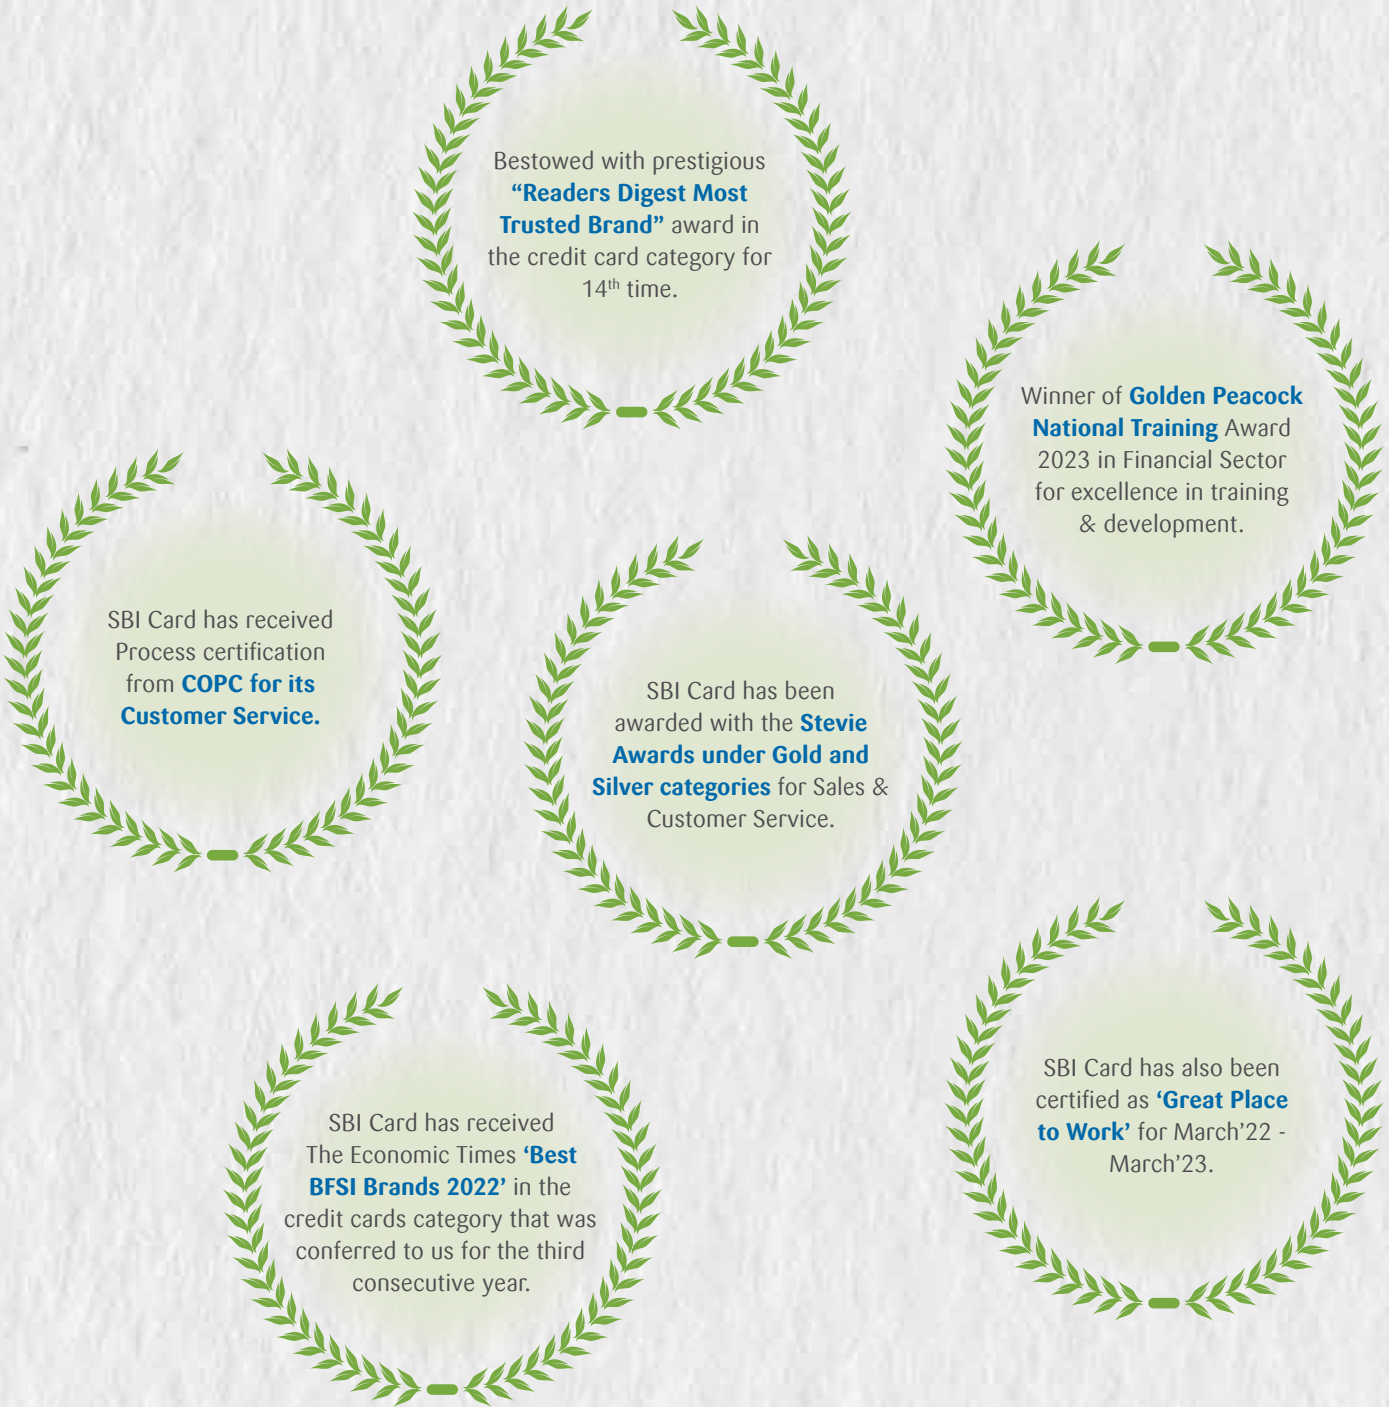 Bestowed with prestigious
“Readers Digest Most
Trusted Brand” award in
the credit card category for
14th time.
Winner of Golden Peacock
National Training Award
2023 in Financial Sector
for excellence in training
& development.
SBI Card has received
Process certification
from COPC for its
Customer Service.
SBI Card has been
awarded with the Stevie
Awards under Gold and
Silver categories for Sales &
Customer Service.
SBI Card has also been
certified as ‘Great Place
to Work’ for March’22 -
March’23.
SBI Card has received
The Economic Times ‘Best
BFSI Brands 2022’ in the
credit cards category that was
conferred to us for the third
consecutive year.